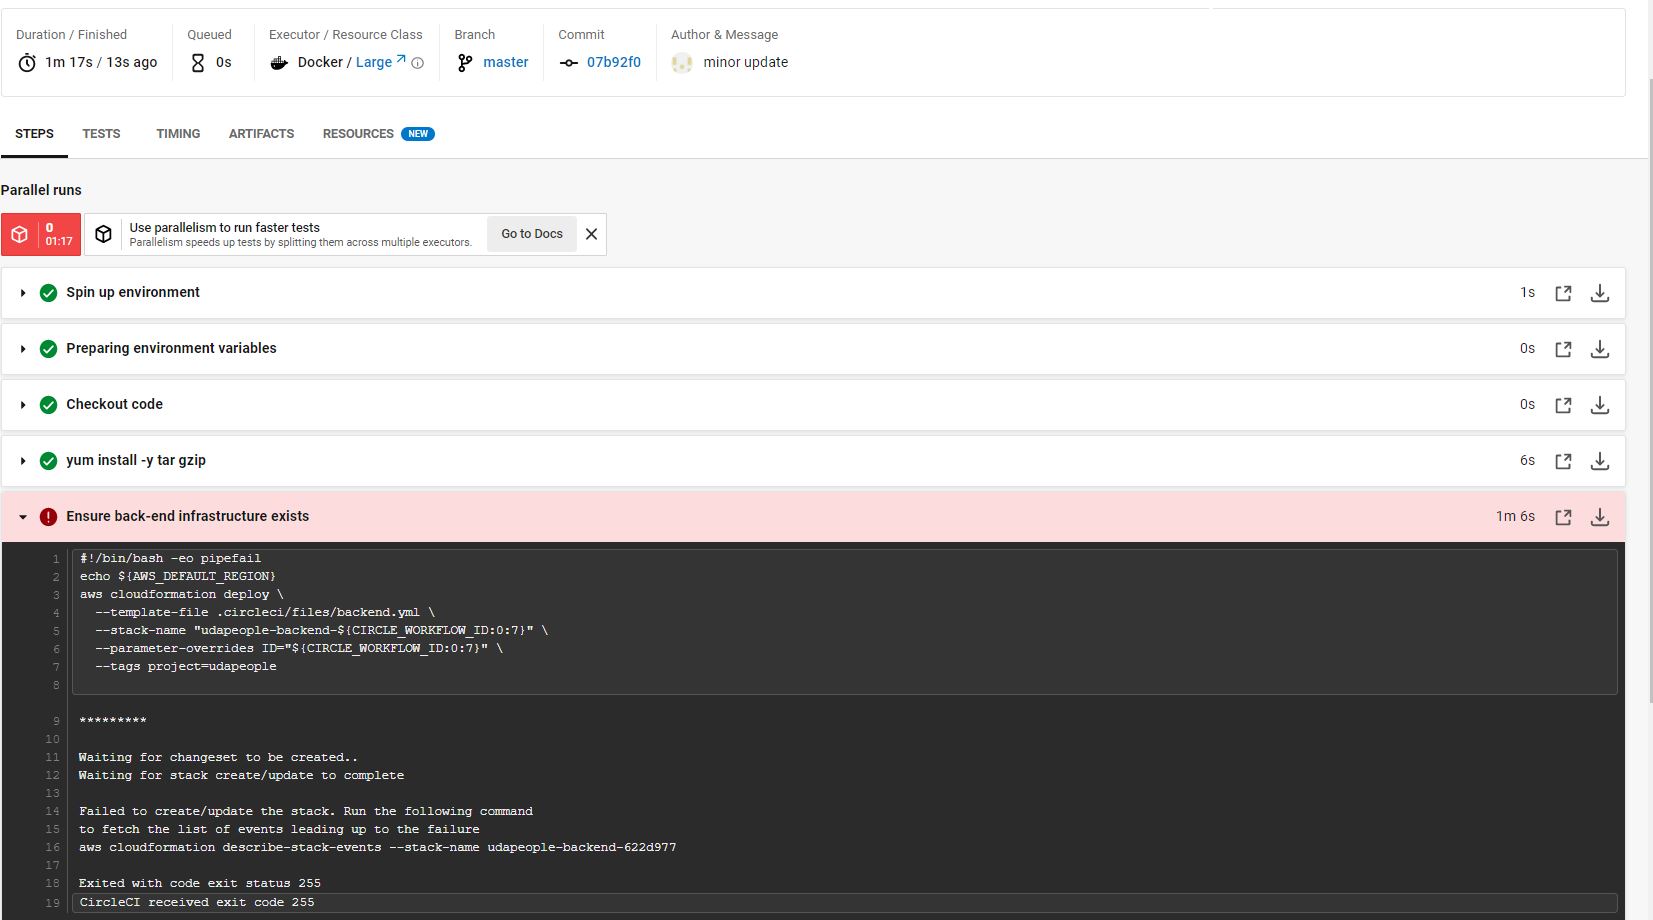 Duration / Finished
1m 17s / 13s ago
Queued
0s
Executor / Resource Class
Docker / Large
Branch
master
Commit
07b92f0
Author & Message
minor update
STEPS TESTS TIMING ARTIFACTS RESOURCES NEW
Parallel runs
0
01:17
Use parallelism to run faster tests
Parallelism speeds up tests by splitting them across multiple executors.
Go to Docs
Spin up environment 1s
Preparing environment variables 0s
Checkout code 0s
yum install -y tar gzip 6s
Ensure back-end infrastructure exists 1m 6s
1 #!/bin/bash -eo pipefail
2 echo ${AWS_DEFAULT_REGION}
3 aws cloudformation deploy \
4 --template-file .circleci/files/backend.yml \
5 --stack-name "udapeople-backend-${CIRCLE_WORKFLOW_ID:0:7}" \
6 --parameter-overrides ID="${CIRCLE_WORKFLOW_ID:0:7}" \
7 --tags project=udapeople
8
9 *********
10
11 Waiting for changeset to be created..
12 Waiting for stack create/update to complete
13
14 Failed to create/update the stack. Run the following command
15 to fetch the list of events leading up to the failure
16 aws cloudformation describe-stack-events --stack-name udapeople-backend-622d977
17
18 Exited with code exit status 255
19 CircleCI received exit code 255